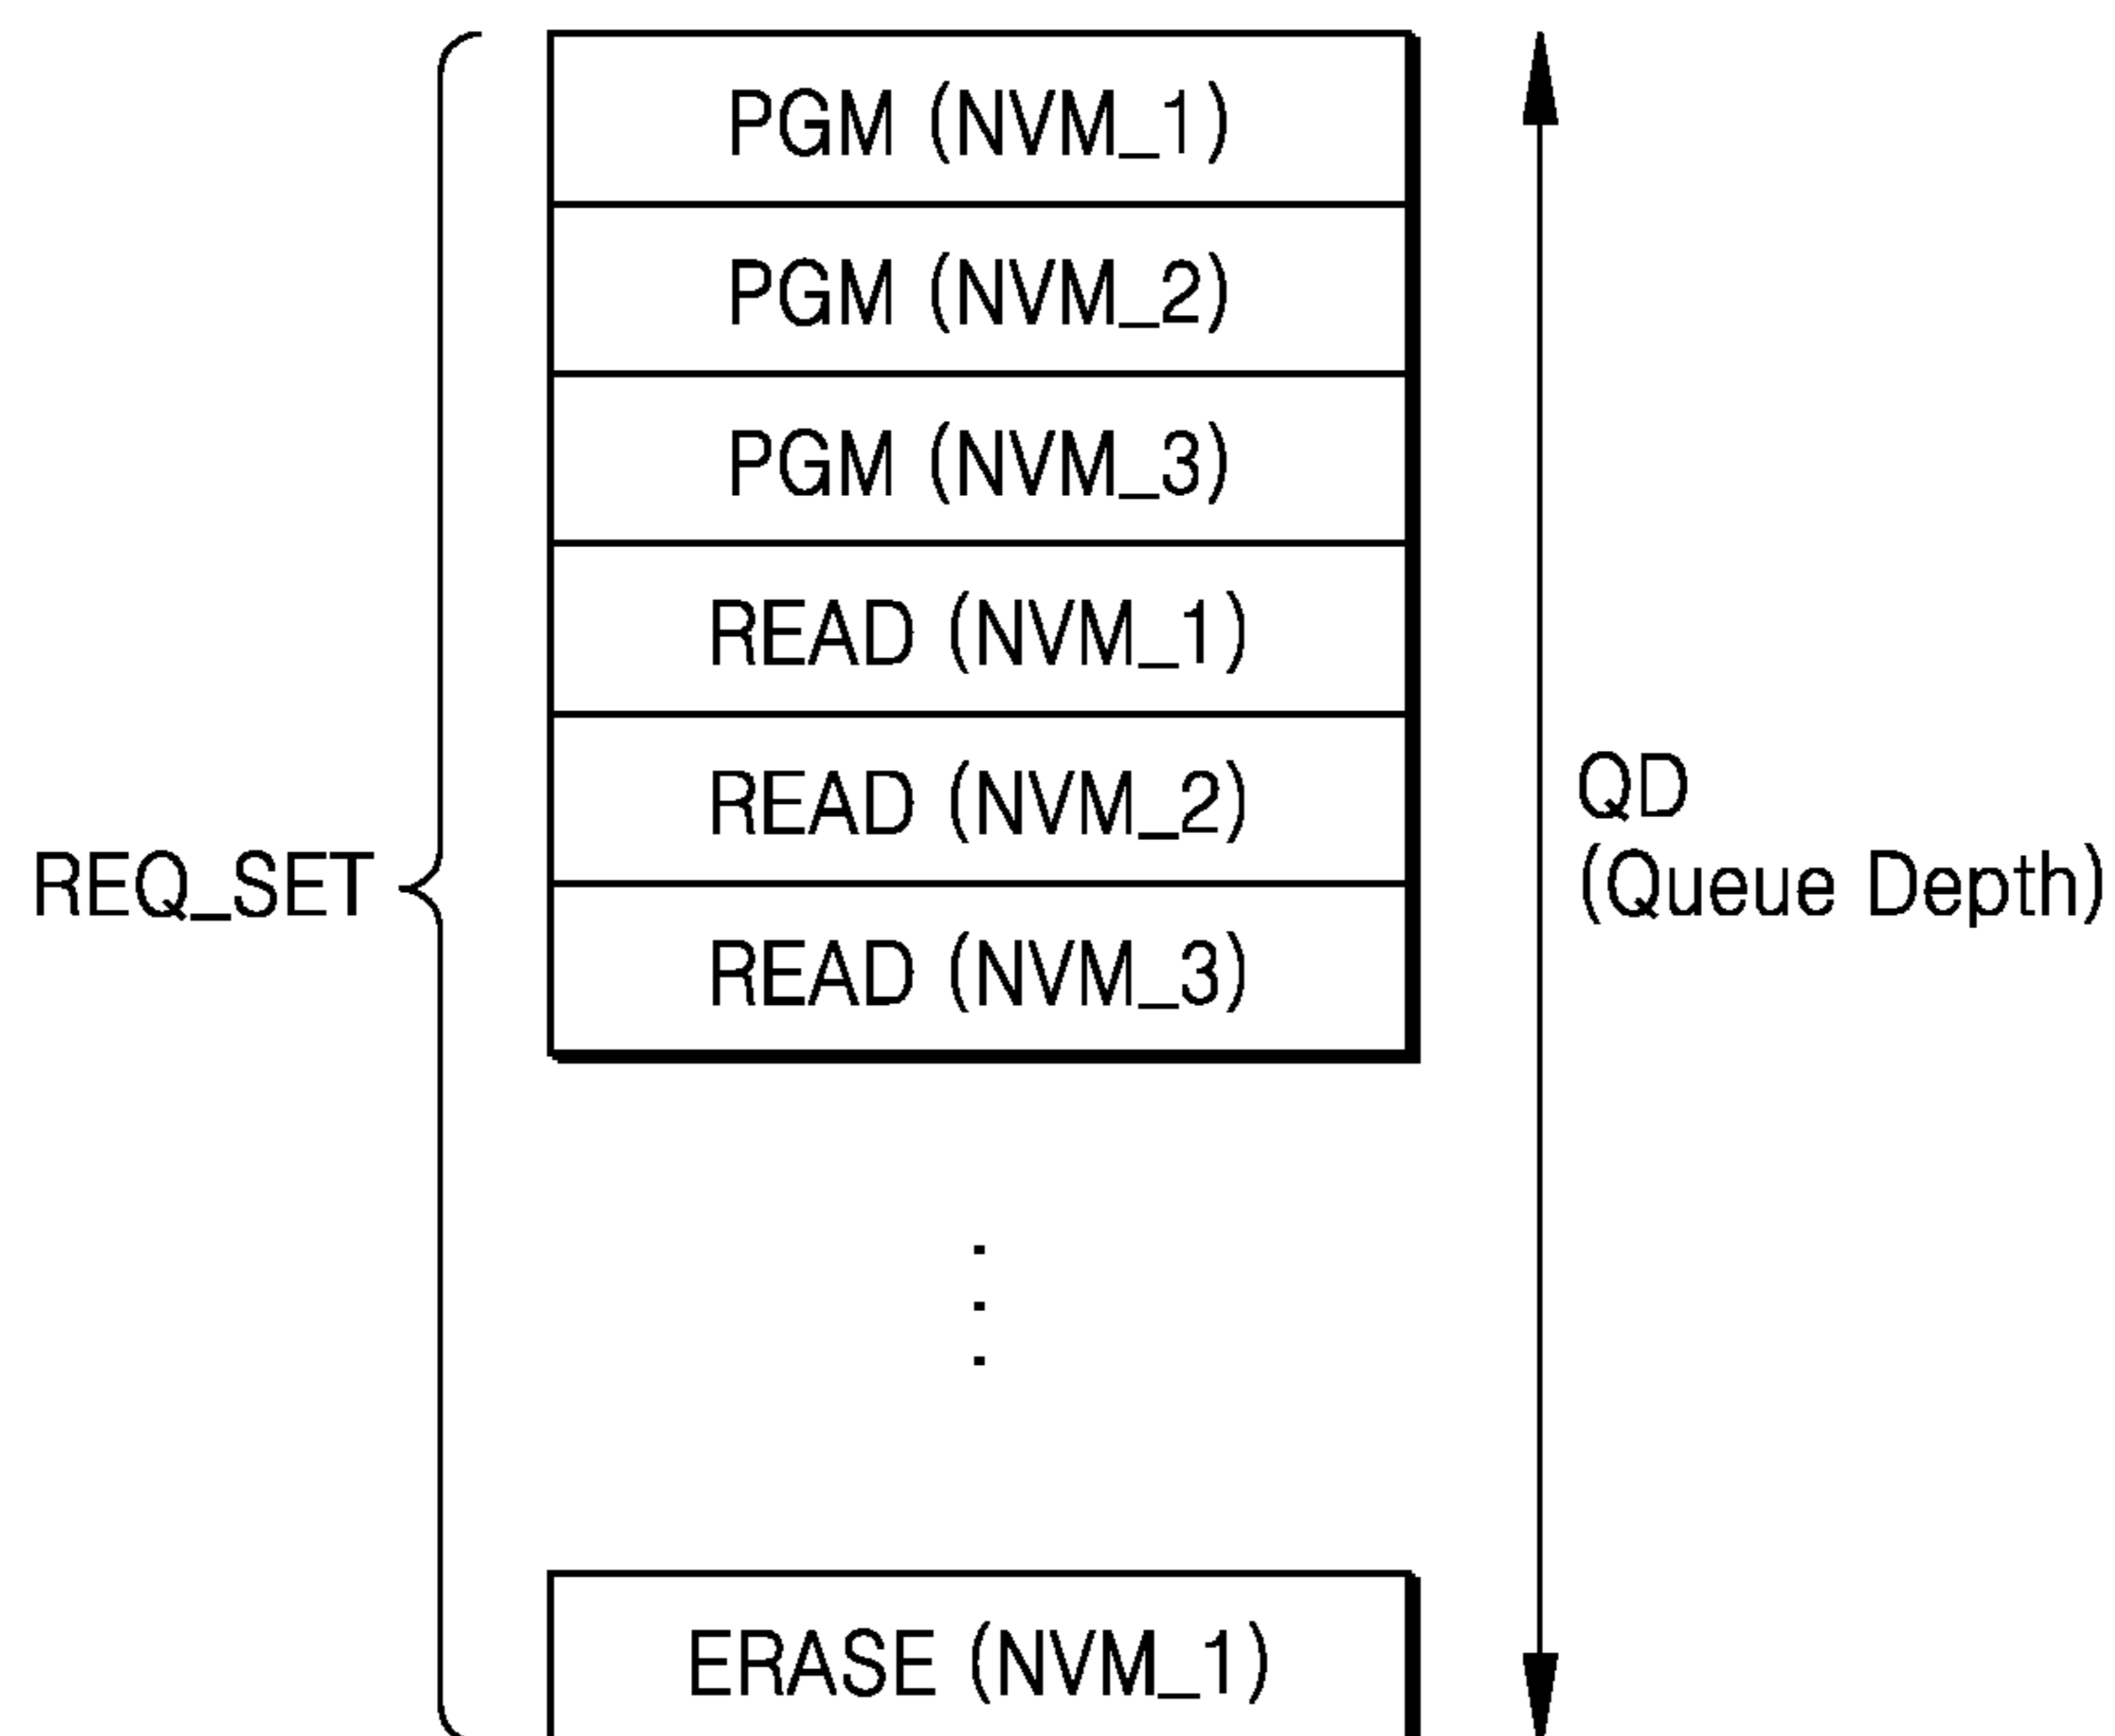 PGM (NVM_1)
PGM (NVM_2)
PGM (NVM_3)
READ (NVM_1)
READ (NVM_2)
READ (NVM_3)
ERASE (NVM_1)
REQ_SET
QD
(Queue Depth)